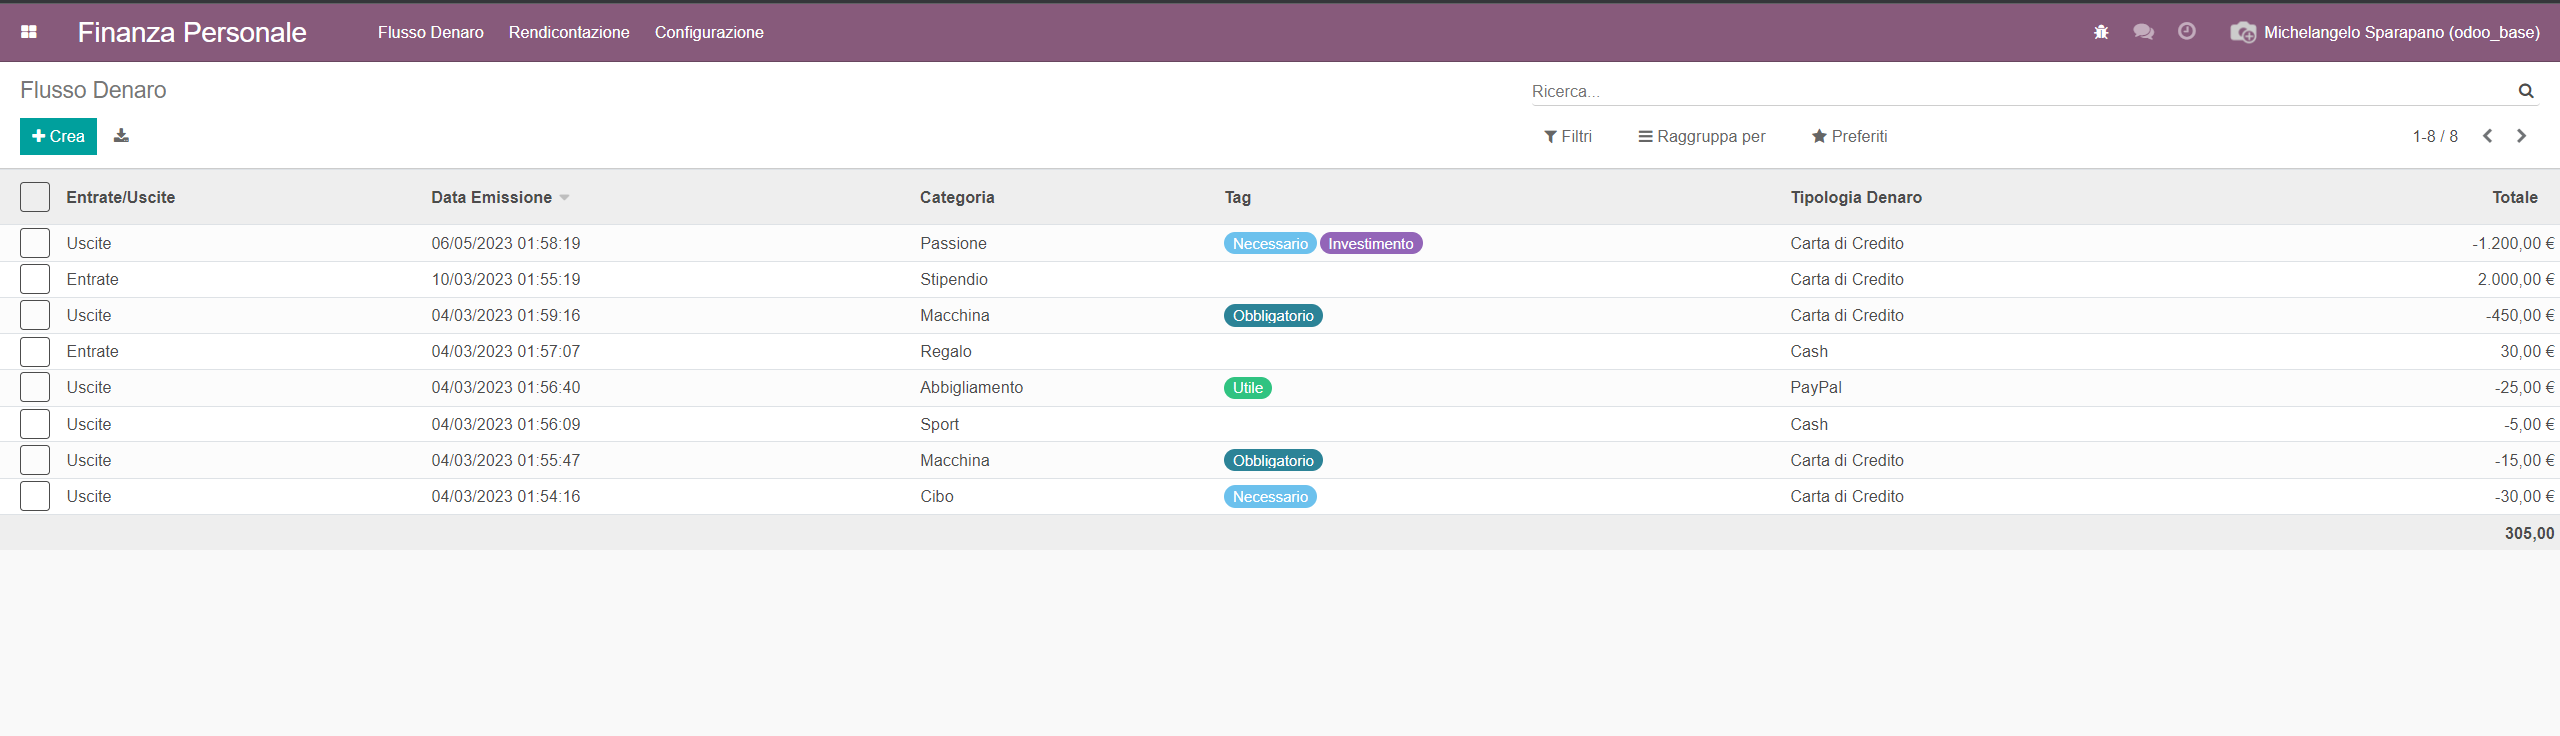 Finanza Personale Flusso Denaro Rendicontazione Configurazione Michelangelo Sparapano (odoo_base)
Flusso Denaro Ricerca...
Crea Filtri Raggruppa per Preferiti 1-8 / 8
Entrate/Uscite Data Emissione Categoria Tag Tipologia Denaro Totale
Uscite 06/05/2023 01:58:19 Passione Necessario Investimento Carta di Credito -1.200,00 €
Entrate 10/03/2023 01:55:19 Stipendio Carta di Credito 2.000,00 €
Uscite 04/03/2023 01:59:16 Macchina Obbligatorio Carta di Credito -450,00 €
Entrate 04/03/2023 01:57:07 Regalo Cash 30,00 €
Uscite 04/03/2023 01:56:40 Abbigliamento Utile PayPal -25,00 €
Uscite 04/03/2023 01:56:09 Sport Cash -5,00 €
Uscite 04/03/2023 01:55:47 Macchina Obbligatorio Carta di Credito -15,00 €
Uscite 04/03/2023 01:54:16 Cibo Necessario Carta di Credito -30,00 €
305,00